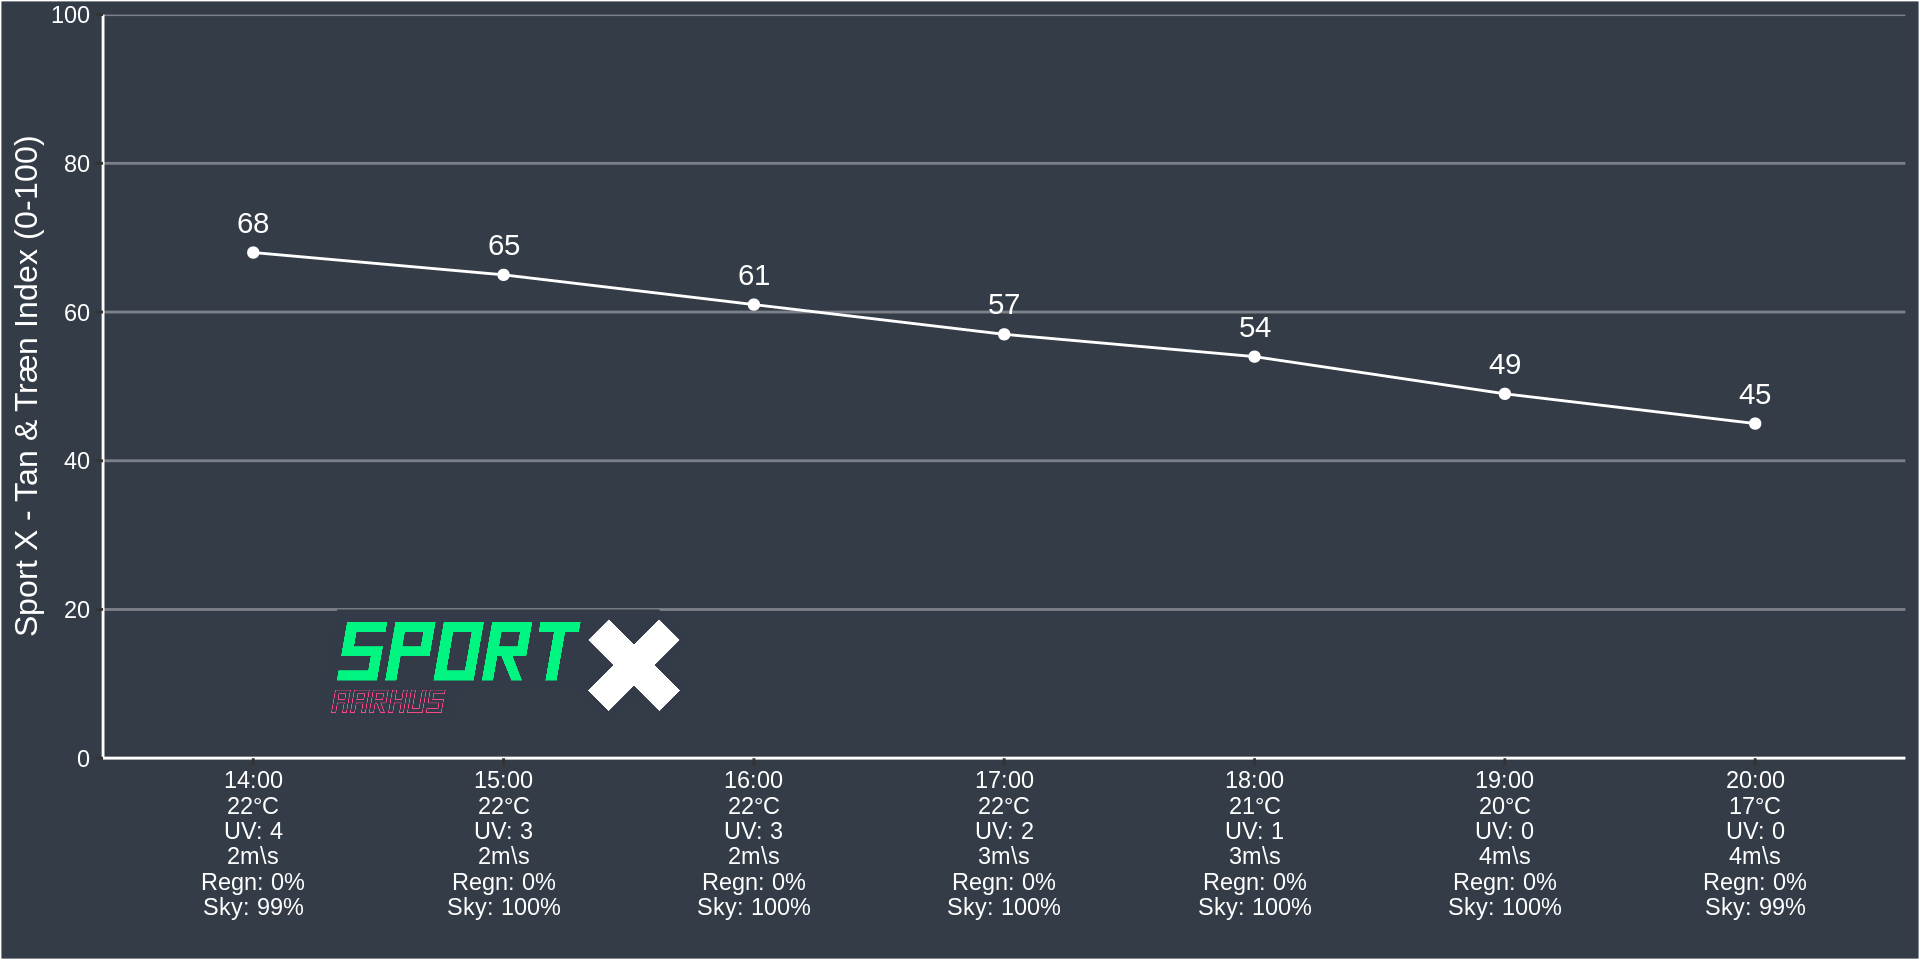 Sport X - Tan & Træn Index (0-100)
100
80
60
40
20
0
68
65
61
57
54
49
45
SPORT X
AARHUS
14:00
22°C
UV: 4
2m\s
Regn: 0%
Sky: 99%
15:00
22°C
UV: 3
2m\s
Regn: 0%
Sky: 100%
16:00
22°C
UV: 3
2m\s
Regn: 0%
Sky: 100%
17:00
22°C
UV: 2
3m\s
Regn: 0%
Sky: 100%
18:00
21°C
UV: 1
3m\s
Regn: 0%
Sky: 100%
19:00
20°C
UV: 0
4m\s
Regn: 0%
Sky: 100%
20:00
17°C
UV: 0
4m\s
Regn: 0%
Sky: 99%